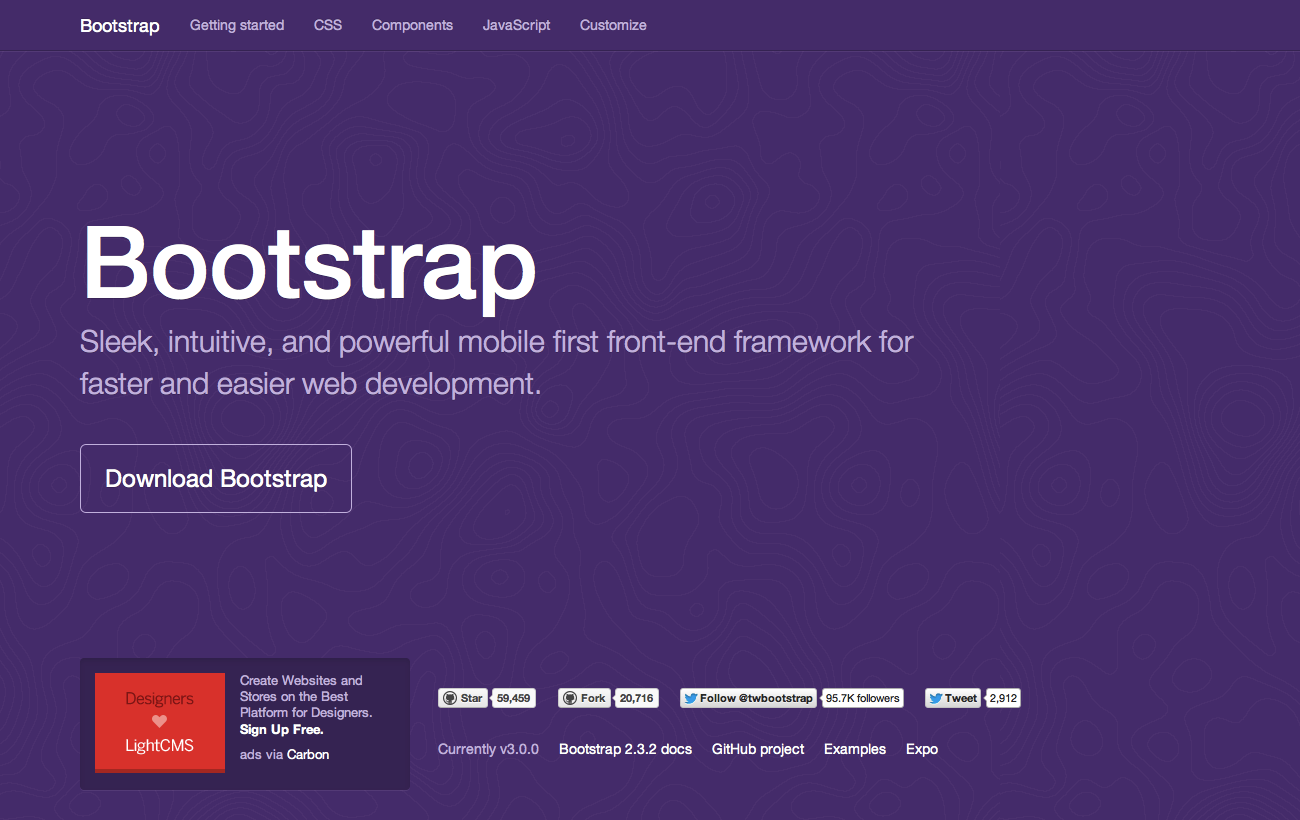 Bootstrap Getting started CSS Components JavaScript Customize
Bootstrap
Sleek, intuitive, and powerful mobile first front-end framework for
faster and easier web development.
Download Bootstrap
Designers
LightCMS
Create Websites and
Stores on the Best
Platform for Designers.
Sign Up Free.
ads via Carbon
Star 59,459 Fork 20,716 Follow @twbootstrap 95.7K followers Tweet 2,912
Currently v3.0.0 Bootstrap 2.3.2 docs GitHub project Examples Expo